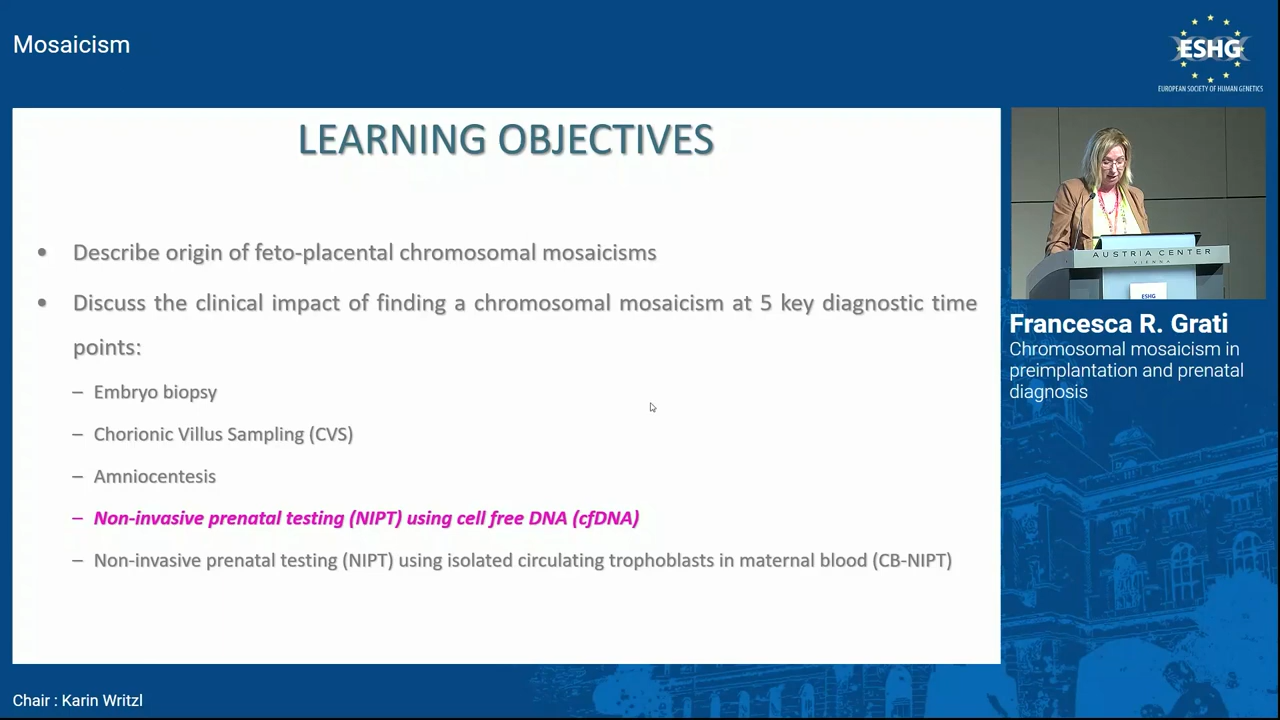 Mosaicism
ESHG
EUROPEAN SOCIETY OF HUMAN GENETICS
LEARNING OBJECTIVES
• Describe origin of feto-placental chromosomal mosaicisms
• Discuss the clinical impact of finding a chromosomal mosaicism at 5 key diagnostic time
points:
– Embryo biopsy
– Chorionic Villus Sampling (CVS)
– Amniocentesis
– Non-invasive prenatal testing (NIPT) using cell free DNA (cfDNA)
– Non-invasive prenatal testing (NIPT) using isolated circulating trophoblasts in maternal blood (CB-NIPT)
AUSTRIA CENTER
VIENNA
ESHG
Francesca R. Grati
Chromosomal mosaicism in
preimplantation and prenatal
diagnosis
Chair : Karin Writzl